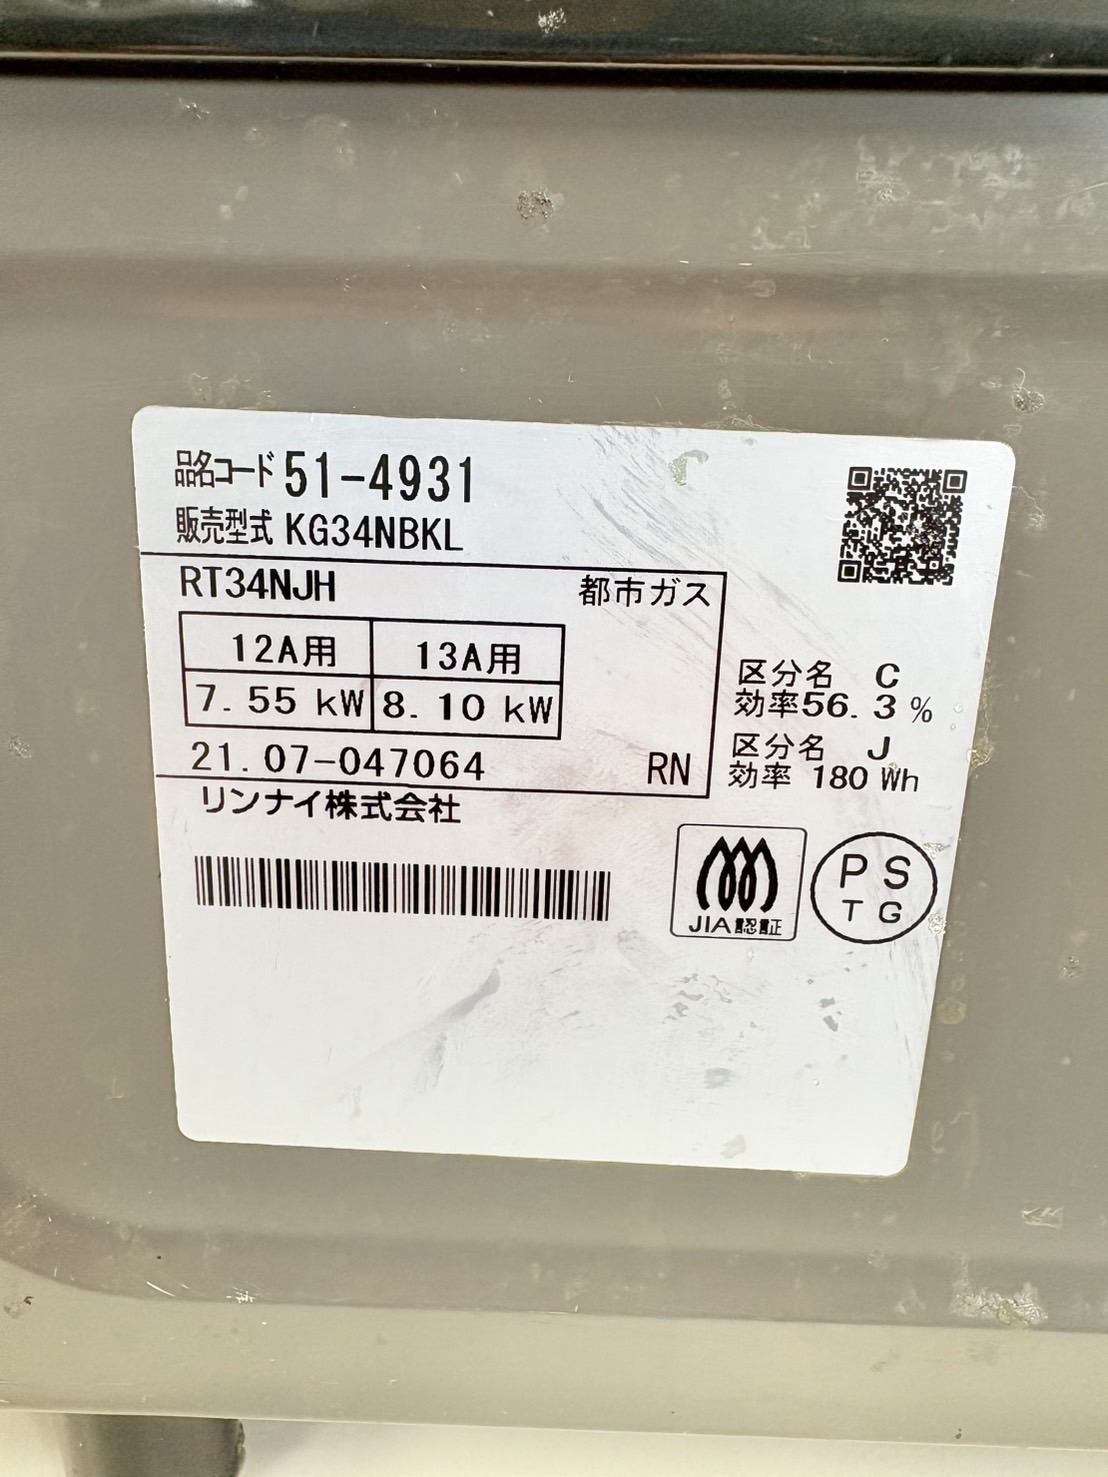 品名コード 51-4931
販売型式 KG34NBKL
RT34NJH 都市ガス
12A用 13A用
7.55 kW 8.10 kW
21.07-047064 RN
リンナイ株式会社
区分名 C
効率56.3 %
区分名 J
効率 180 Wh
JIA認証
PS
TG